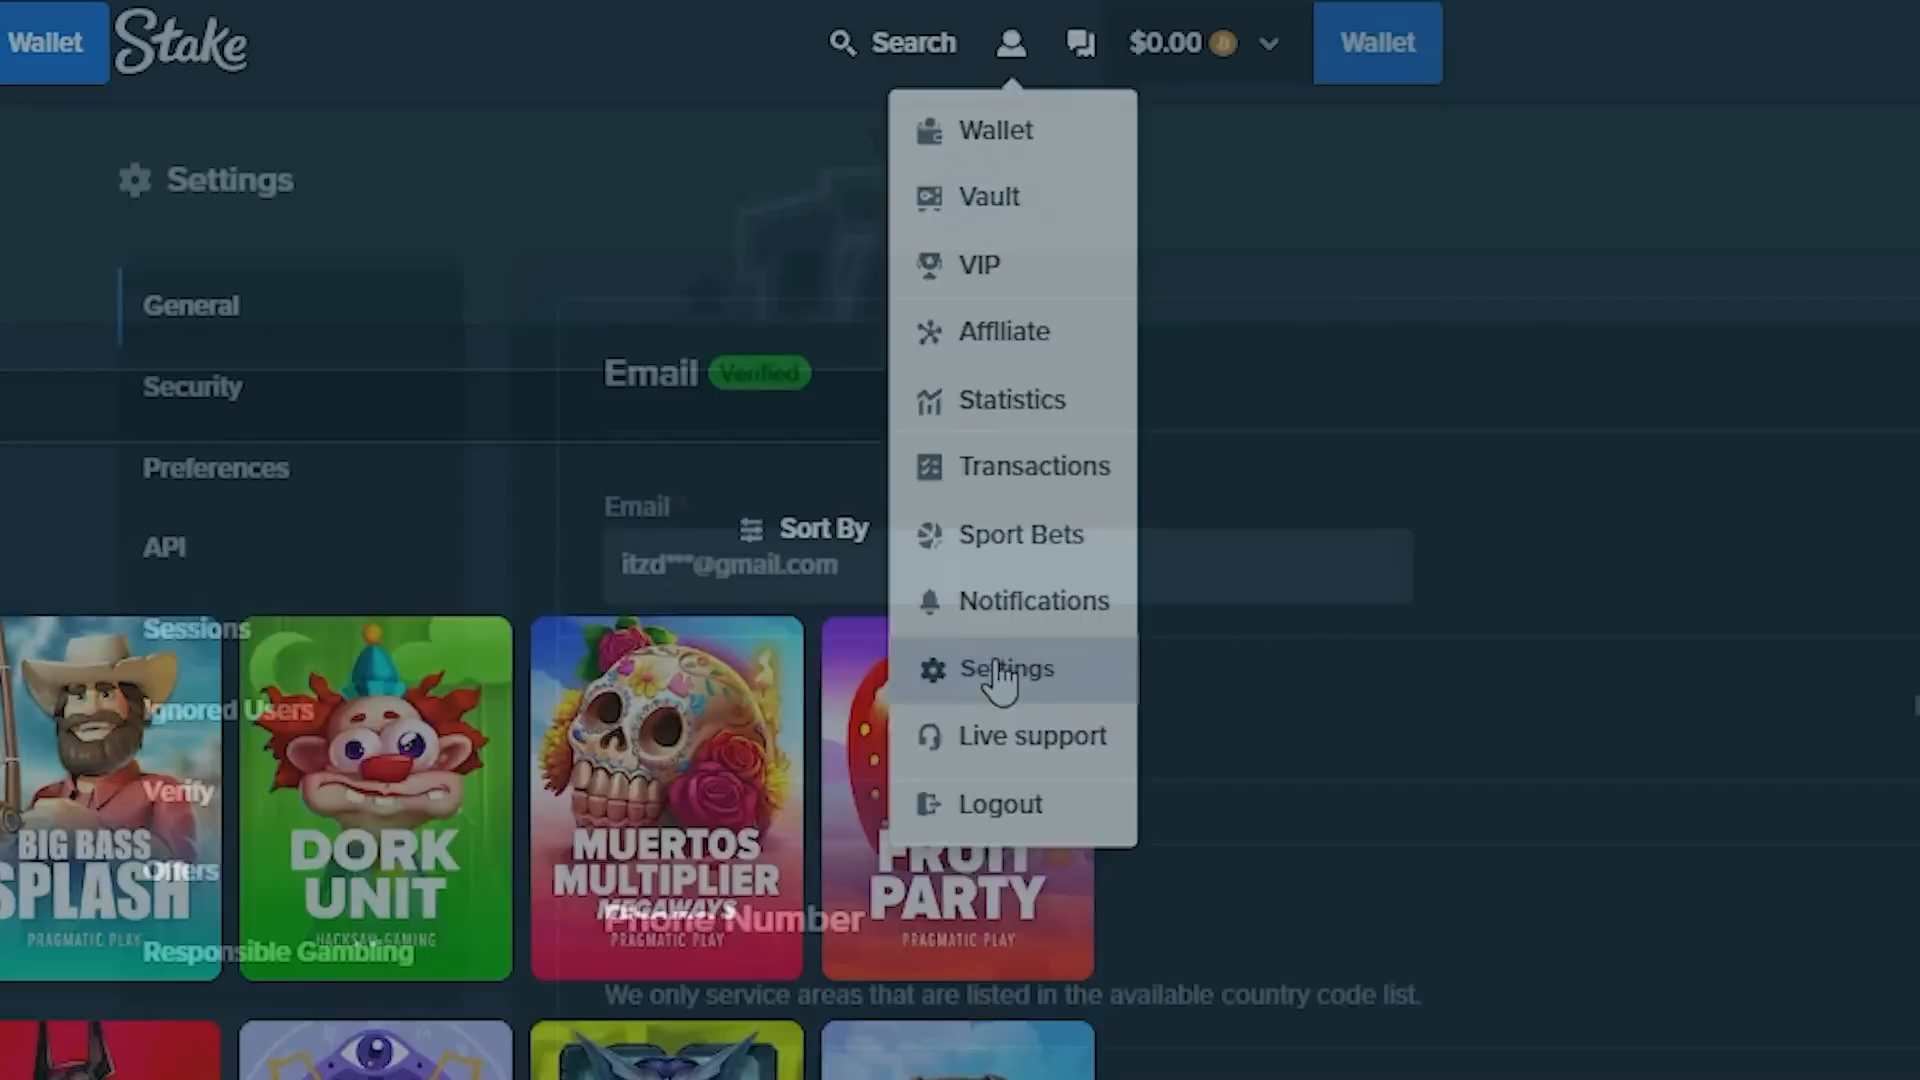 Wallet
Stake
Search
$0.00
Wallet
Settings
General
Security
Preferences
API
Sessions
Ignored Users
Verify
Offers
Responsible Gambling
Email Verified
Email
itzd***@gmail.com
Sort By
Wallet
Vault
VIP
Affiliate
Statistics
Transactions
Sport Bets
Notifications
Settings
Live support
Logout
BIG BASS
SPLASH
PRAGMATIC PLAY
DORK
UNIT
HACKSAW GAMING
MUERTOS
MULTIPLIER
MEGAWAYS
PRAGMATIC PLAY
FRUIT
PARTY
PRAGMATIC PLAY
Phone Number
We only service areas that are listed in the available country code list.